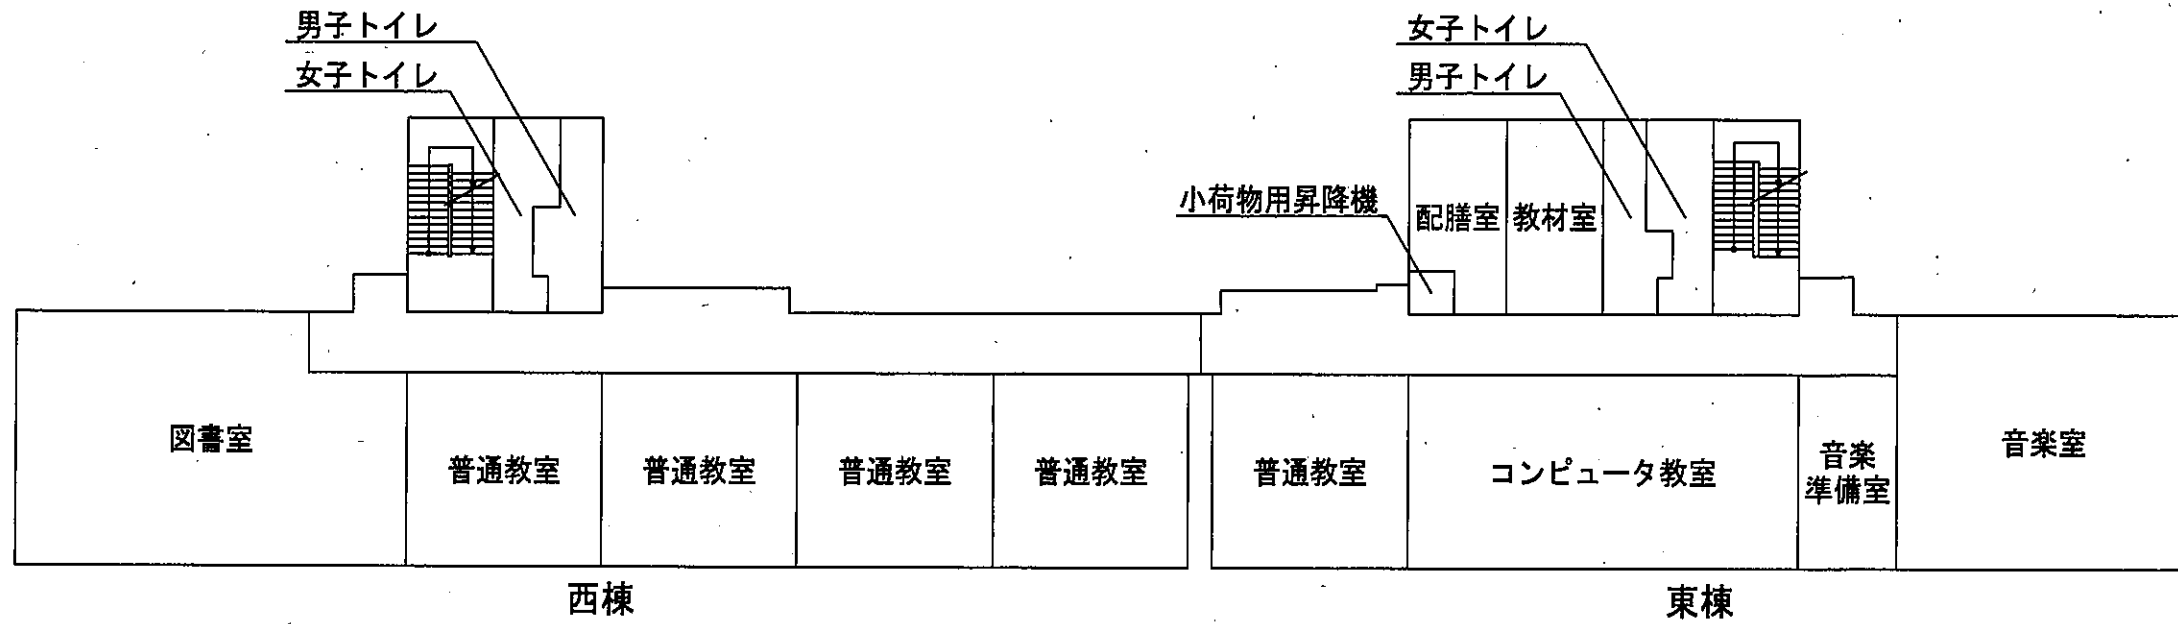 男子トイレ
女子トイレ
女子トイレ
男子トイレ
小荷物用昇降機
配膳室
教材室
図書室
普通教室
普通教室
普通教室
普通教室
普通教室
コンピュータ教室
音楽
準備室
音楽室
西棟
東棟